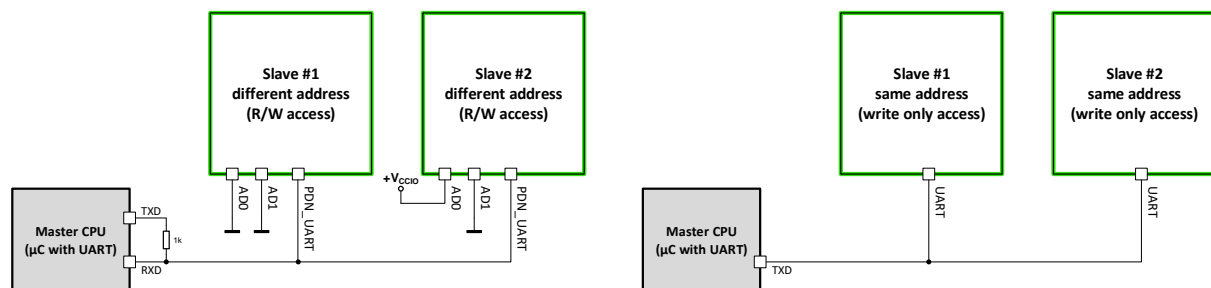 Slave #1
different address
(R/W access)
Slave #2
different address
(R/W access)
+VCCIO
AD0
AD1
PDN_UART
AD0
AD1
PDN_UART
TXD
1k
Master CPU
(µC with UART)
RXD
Slave #1
same address
(write only access)
Slave #2
same address
(write only access)
UART
UART
Master CPU
(µC with UART)
TXD